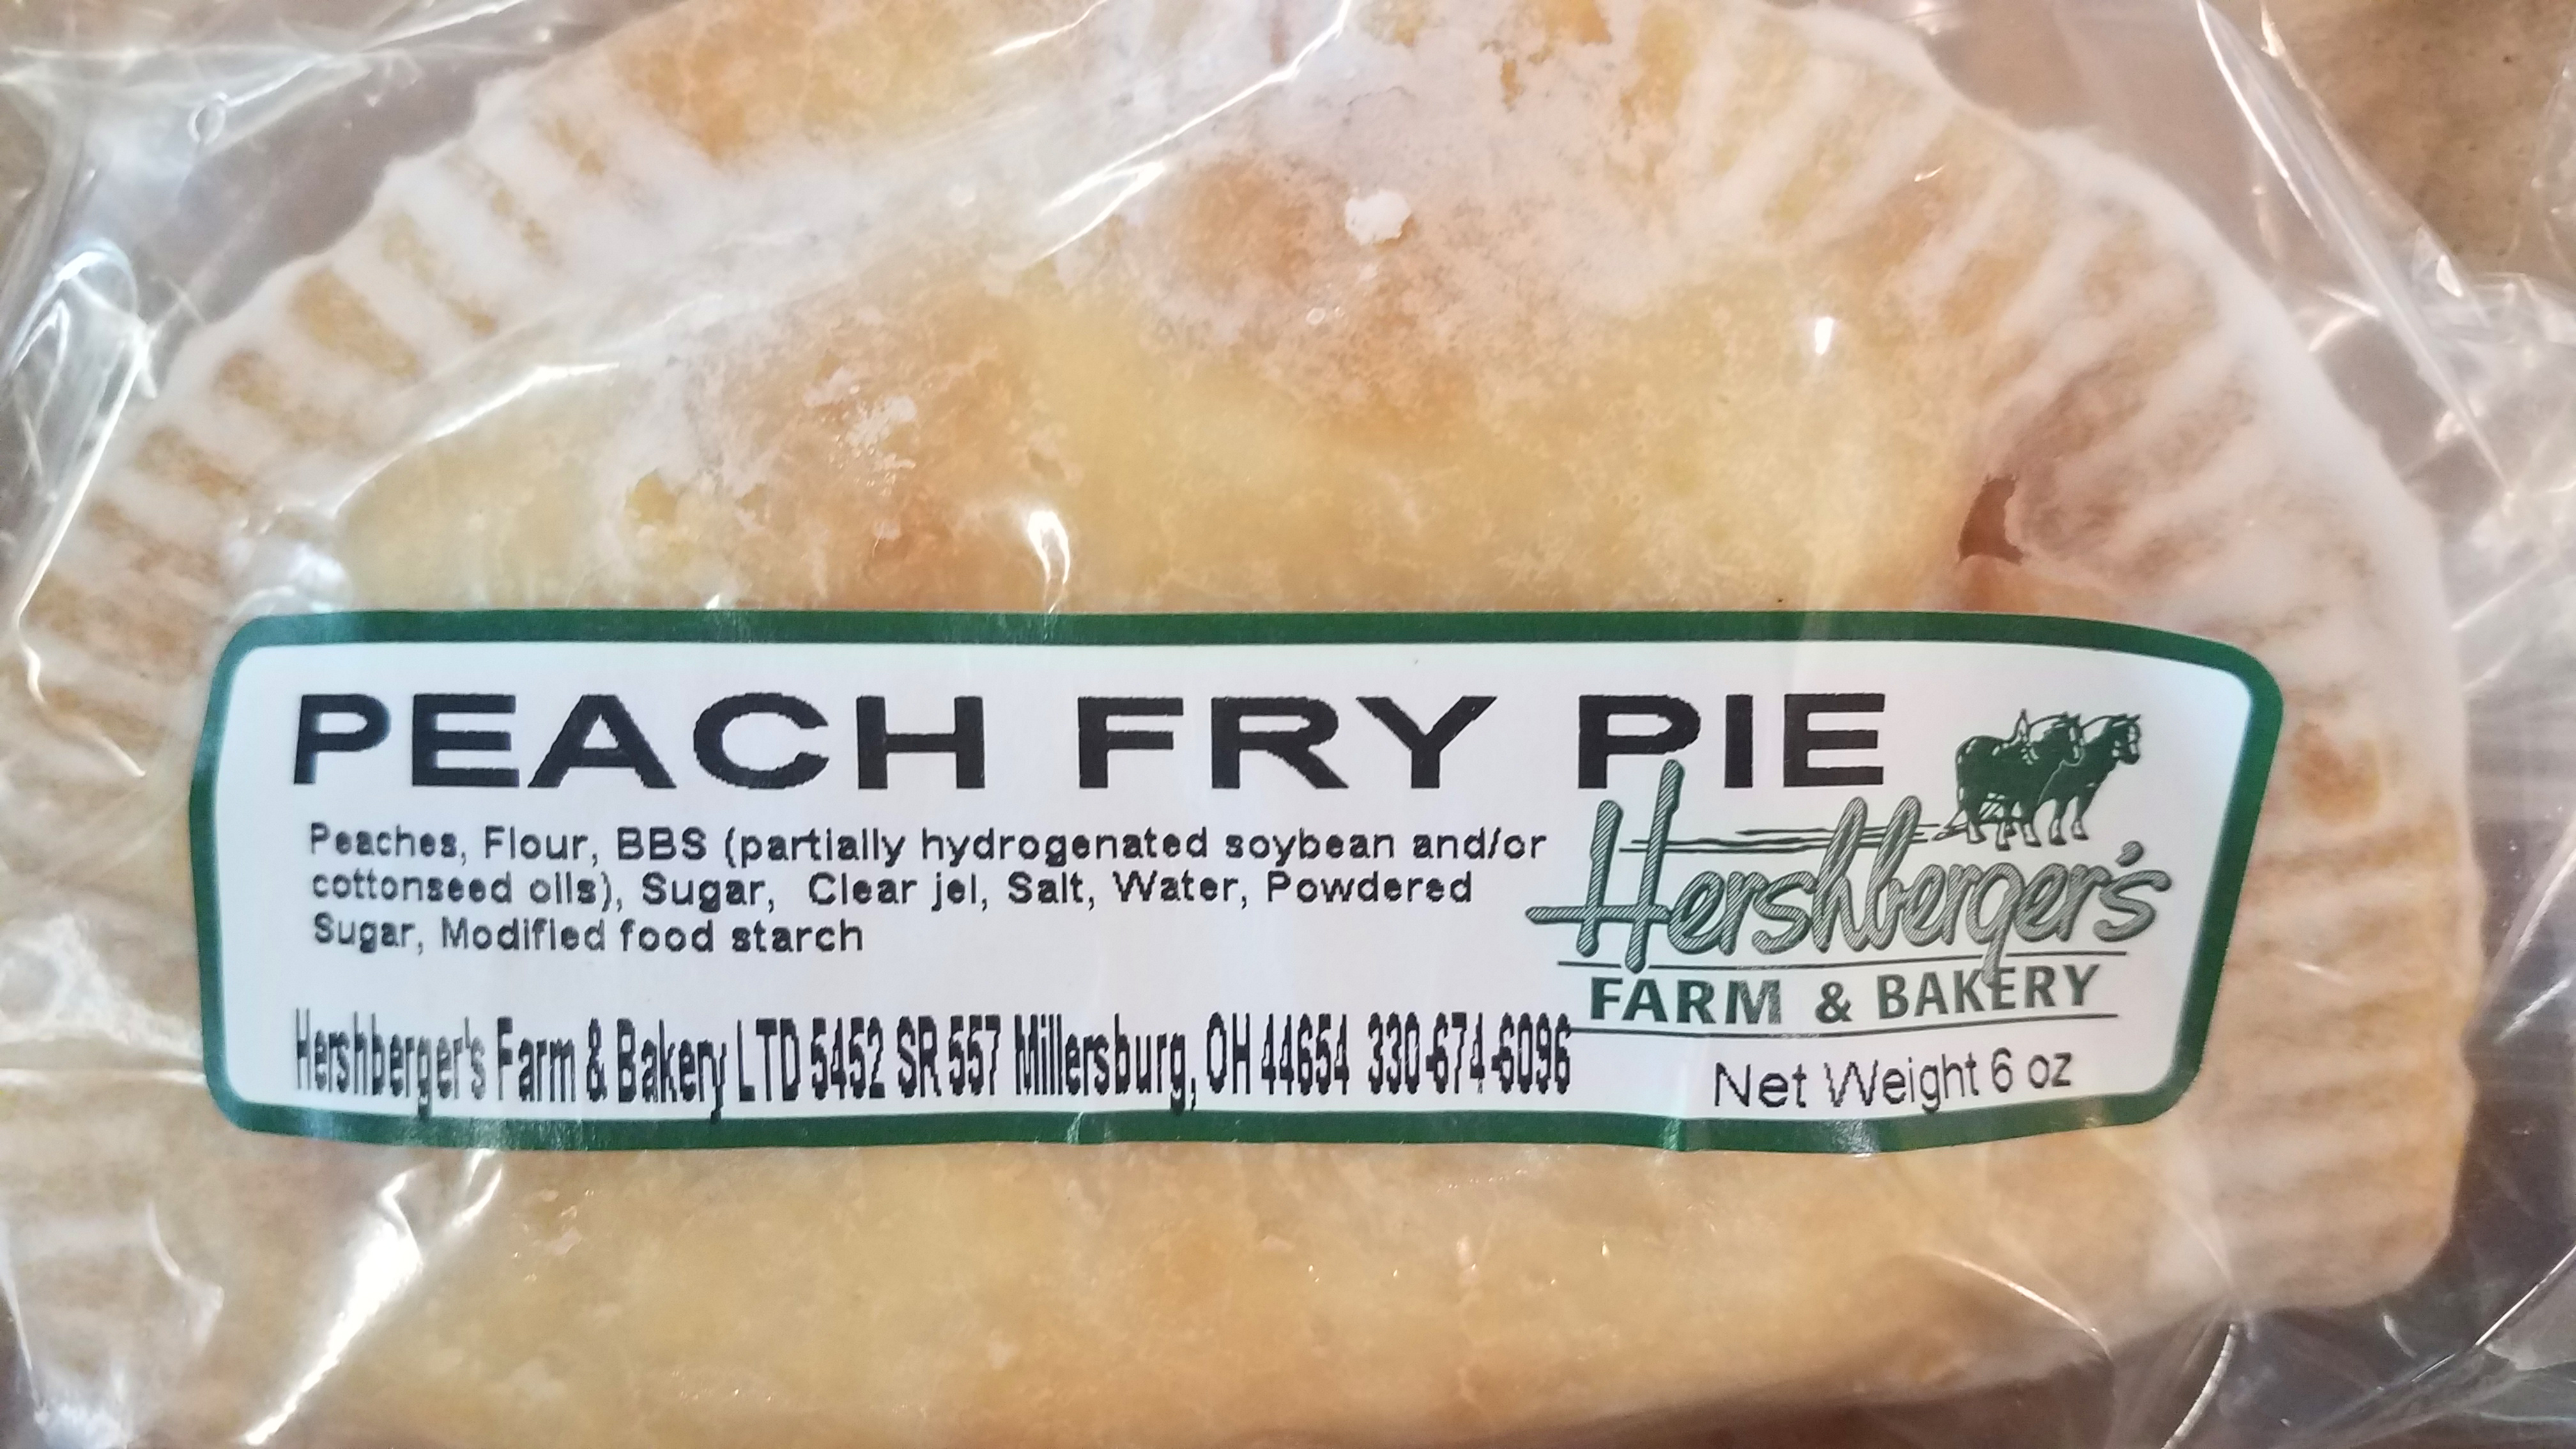 PEACH FRY PIE
Peaches, Flour, BBS (partially hydrogenated soybean and/or
cottonseed oils), Sugar, Clear jel, Salt, Water, Powdered
Sugar, Modified food starch
Hershberger's
FARM & BAKERY
Hershberger's Farm & Bakery LTD 5452 SR 557 Millersburg, OH 44654 330-674-6096
Net Weight 6 oz